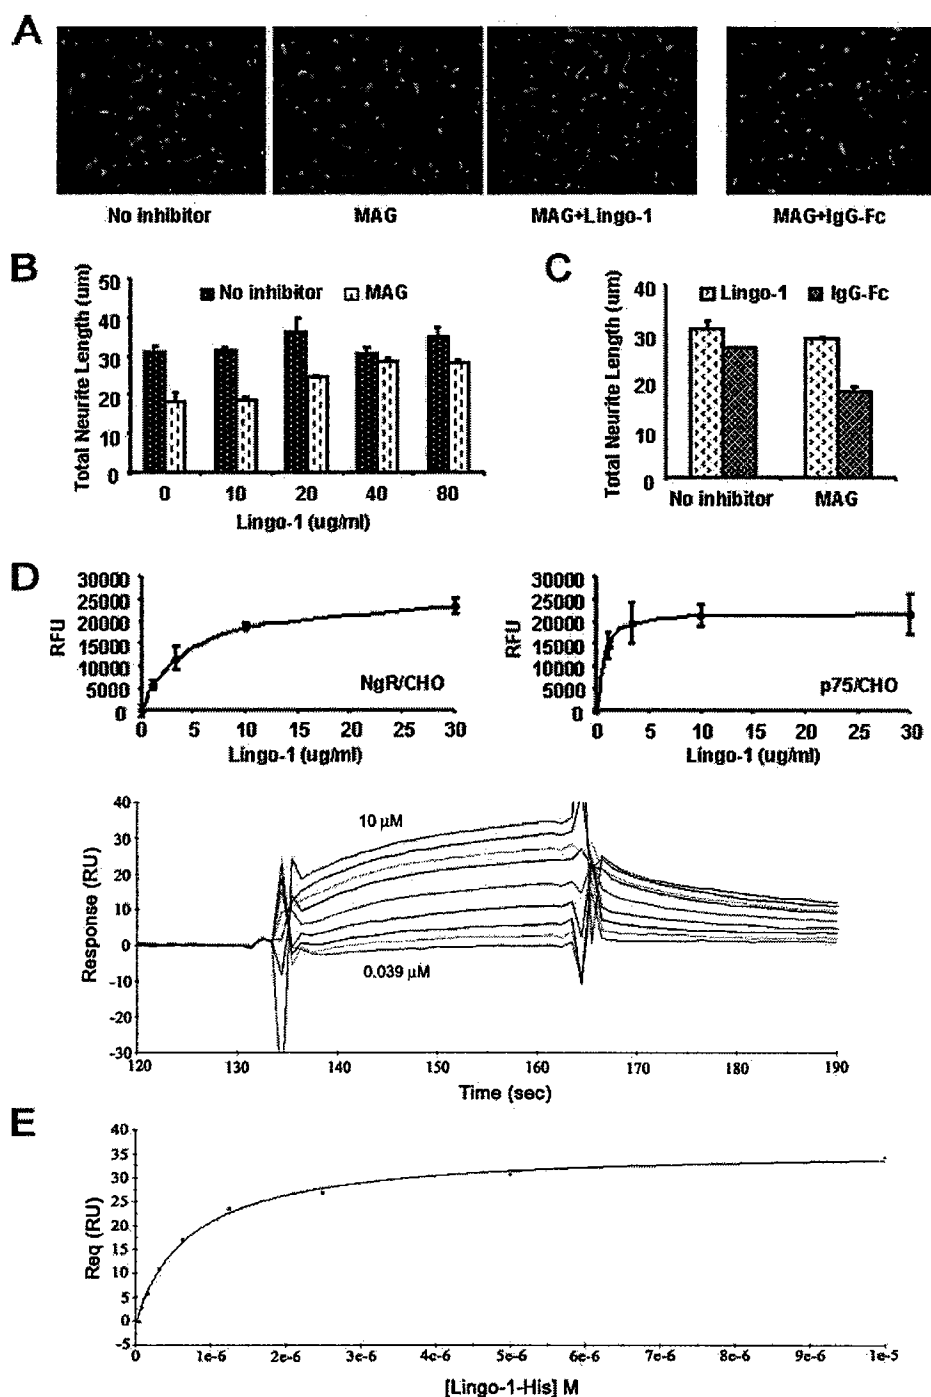 A
No inhibitor MAG MAG+Lingo-1 MAG+IgG-Fc
B
Total Neurite Length (um)
50
40
30
20
10
0
No inhibitor MAG
0 10 20 40 80
Lingo-1 (ug/ml)
C
Total Neurite Length (um)
40
30
20
10
0
Lingo-1 IgG-Fc
No inhibitor MAG
D
RFU
30000
25000
20000
15000
10000
5000
0
NgR/CHO
0 5 10 15 20 25 30
Lingo-1 (ug/ml)
RFU
30000
25000
20000
15000
10000
5000
0
p75/CHO
0 5 10 15 20 25 30
Lingo-1 (ug/ml)
Response (RU)
40
30
20
10
0
-10
-20
-30
10 μM
0.039 μM
120 130 140 150 160 170 180 190
Time (sec)
E
Req (RU)
40
35
30
25
20
15
10
5
0
-5
0 1e-6 2e-6 3e-6 4e-6 5e-6 6e-6 7e-6 8e-6 9e-6 1e-5
[Lingo-1-His] M